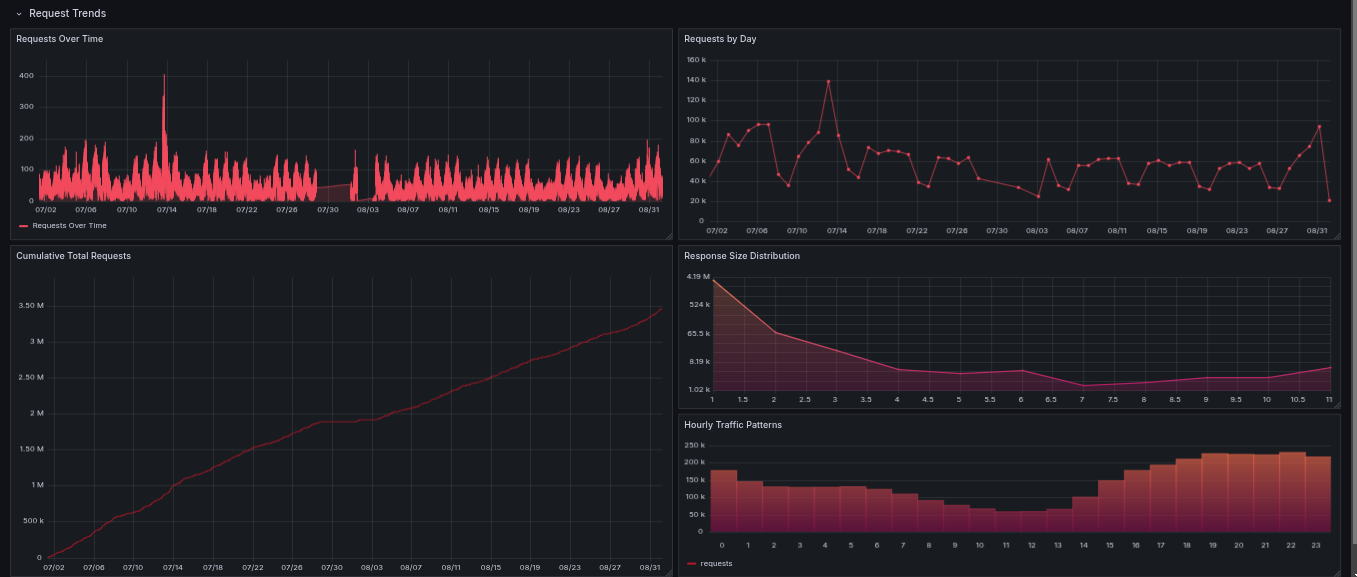 Request Trends
Requests Over Time
400
300
200
100
0
07/02 07/06 07/10 07/14 07/18 07/22 07/26 07/30 08/03 08/07 08/11 08/15 08/19 08/23 08/27 08/31
Requests Over Time
Requests by Day
160 k
140 k
120 k
100 k
80 k
60 k
40 k
20 k
0
07/02 07/06 07/10 07/14 07/18 07/22 07/26 07/30 08/03 08/07 08/11 08/15 08/19 08/23 08/27 08/31
Cumulative Total Requests
3.50 M
3 M
2.50 M
2 M
1.50 M
1 M
500 k
0
07/02 07/06 07/10 07/14 07/18 07/22 07/26 07/30 08/03 08/07 08/11 08/15 08/19 08/23 08/27 08/31
Response Size Distribution
4.19 M
524 k
65.5 k
8.19 k
1.02 k
1 1.5 2 2.5 3 3.5 4 4.5 5 5.5 6 6.5 7 7.5 8 8.5 9 9.5 10 10.5 11
Hourly Traffic Patterns
250 k
200 k
150 k
100 k
50 k
0
0 1 2 3 4 5 6 7 8 9 10 11 12 13 14 15 16 17 18 19 20 21 22 23
requests